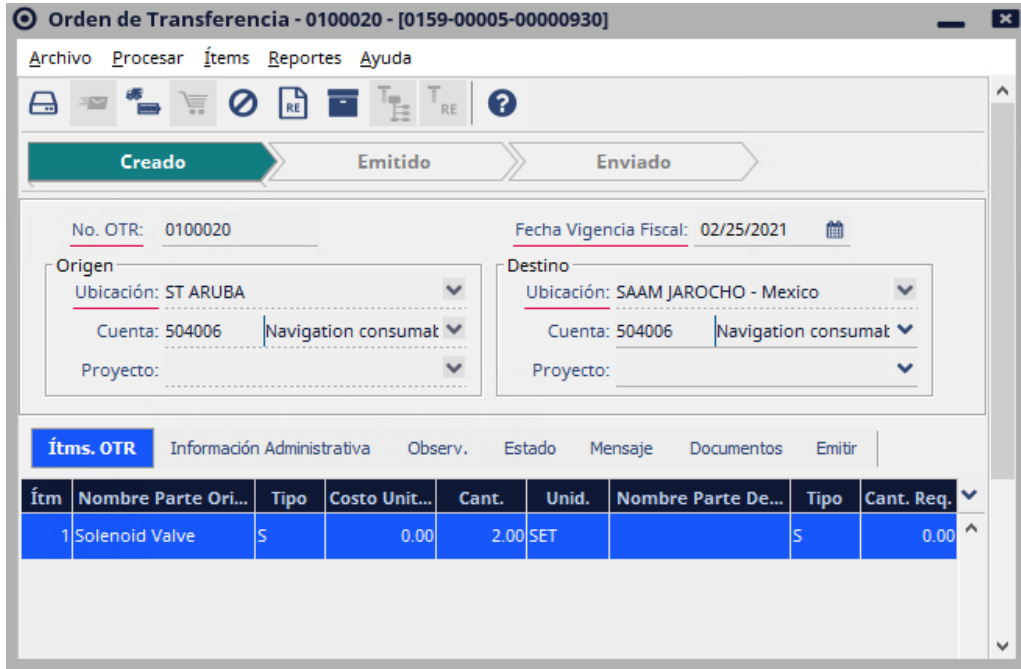 Orden de Transferencia - 0100020 - [0159-00005-00000930]
Archivo Procesar Ítems Reportes Ayuda
RE T T RE ?
Creado Emitido Enviado
No. OTR: 0100020 Fecha Vigencia Fiscal: 02/25/2021
Origen Destino
Ubicación: ST ARUBA Ubicación: SAAM JAROCHO - Mexico
Cuenta: 504006 Navigation consumab Cuenta: 504006 Navigation consumab
Proyecto: Proyecto:
Ítms. OTR Información Administrativa Observ. Estado Mensaje Documentos Emitir
Ítm Nombre Parte Ori... Tipo Costo Unit... Cant. Unid. Nombre Parte De... Tipo Cant. Req.
1 Solenoid Valve S 0.00 2.00 SET S 0.00